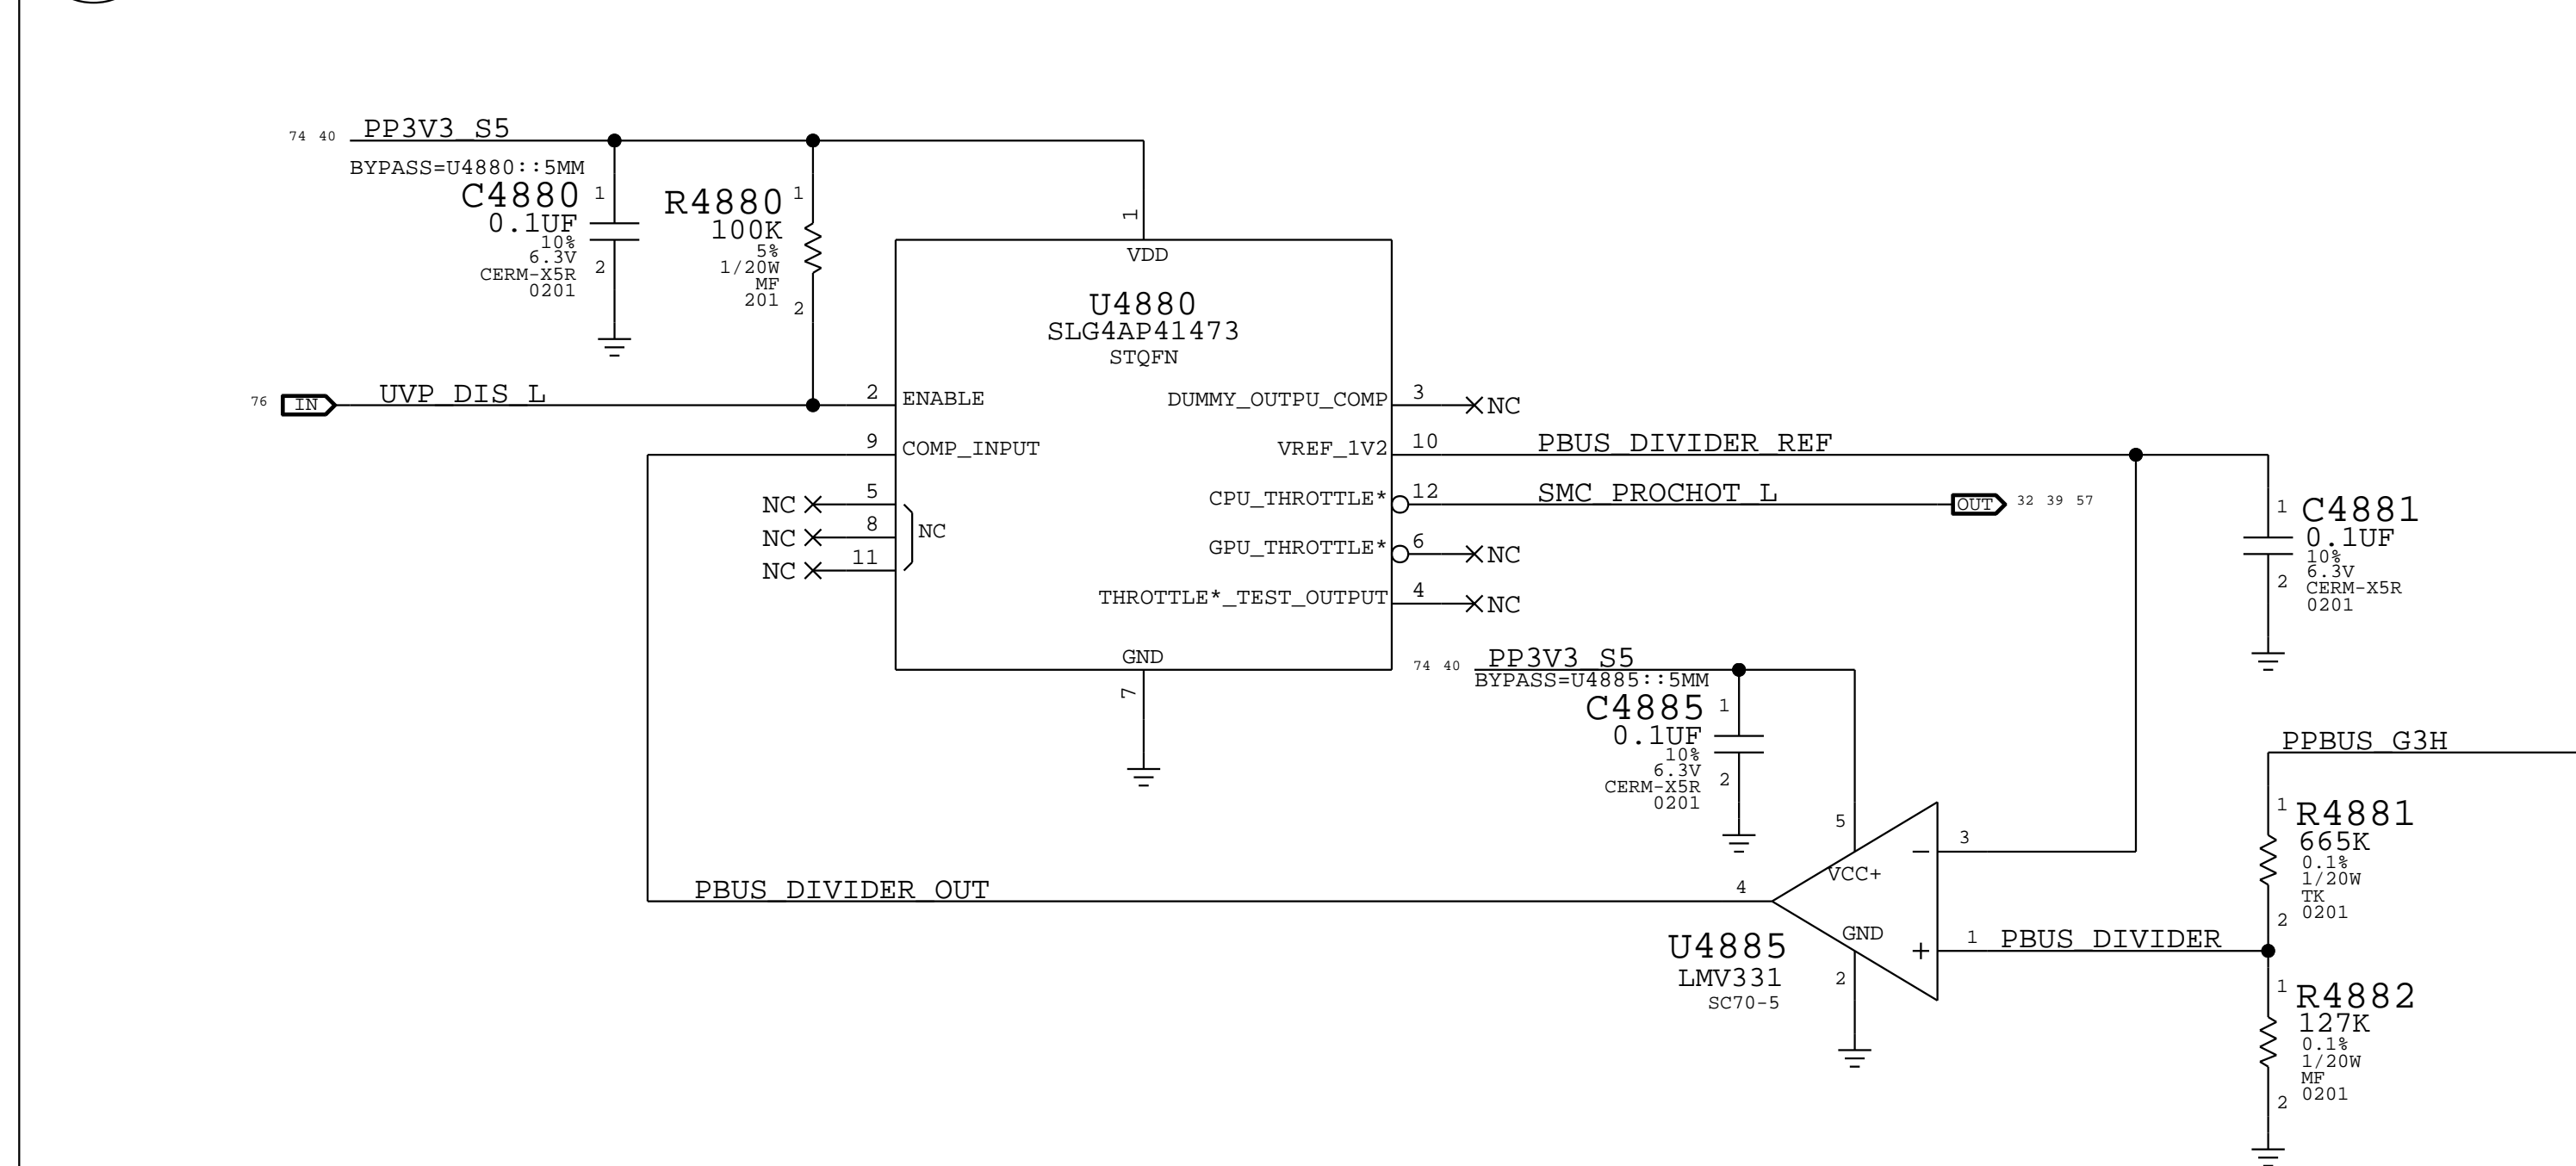 74 40 PP3V3_S5
BYPASS=U4880::5MM
C4880
0.1UF
10%
6.3V
CERM-X5R
0201
1
2
R4880
100K
5%
1/20W
MF
201
1
2
1
VDD
U4880
SLG4AP41473
STQFN
76 IN UVP_DIS_L
2 ENABLE
9 COMP_INPUT
NC 5
NC 8
NC 11
NC
DUMMY_OUTPU_COMP 3 NC
VREF_1V2 10 PBUS_DIVIDER_REF
CPU_THROTTLE* 12 SMC_PROCHOT_L OUT 32 39 57
GPU_THROTTLE* 6 NC
THROTTLE*_TEST_OUTPUT 4 NC
GND
7
C4881
0.1UF
10%
6.3V
CERM-X5R
0201
1
2
74 40 PP3V3_S5
BYPASS=U4885::5MM
C4885
0.1UF
10%
6.3V
CERM-X5R
0201
1
2
PPBUS_G3H
R4881
665K
0.1%
1/20W
TK
0201
1
2
5
VCC+
- 3
PBUS_DIVIDER_OUT 4
GND
+ 1 PBUS_DIVIDER
2
U4885
LMV331
SC70-5
R4882
127K
0.1%
1/20W
MF
0201
1
2